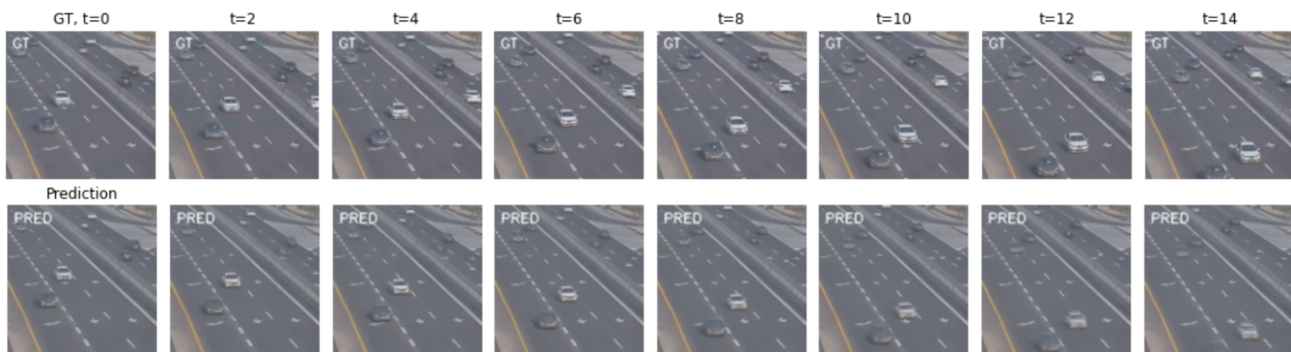 GT, t=0 t=2 t=4 t=6 t=8 t=10 t=12 t=14
GT GT GT GT GT GT GT GT
Prediction
PRED PRED PRED PRED PRED PRED PRED PRED